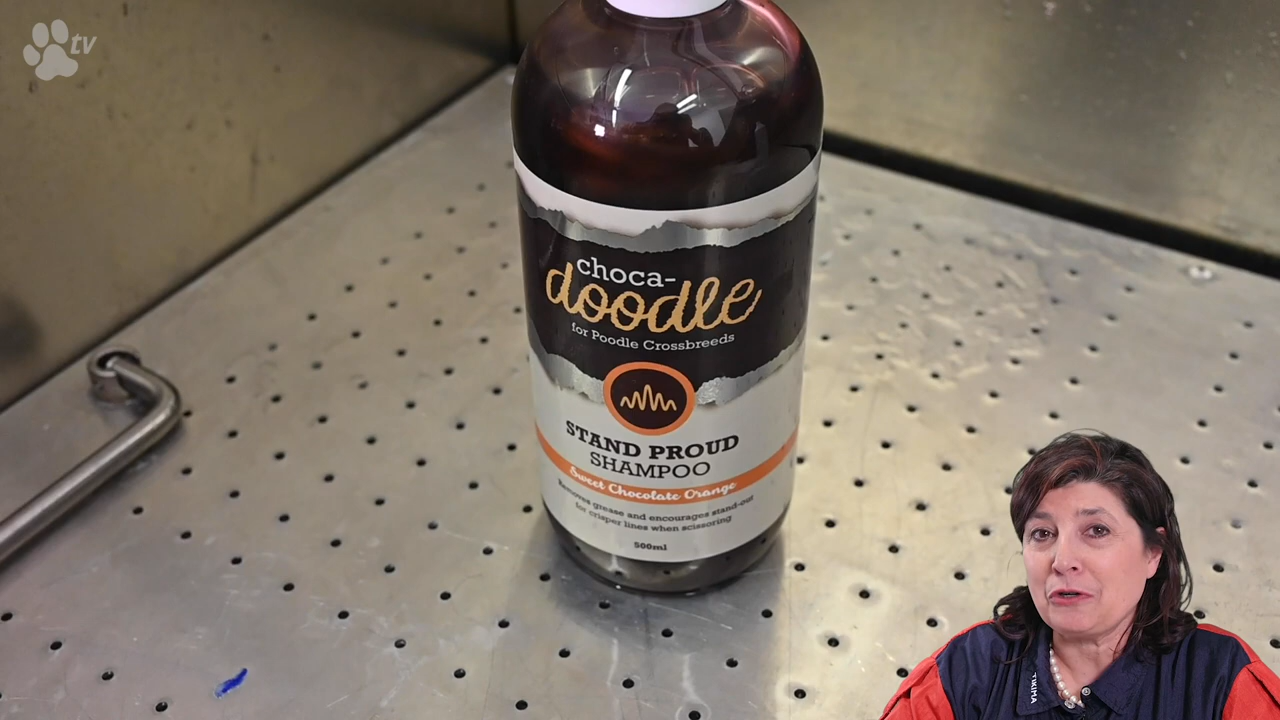 tv
choca-
doodle
for Poodle Crossbreeds
STAND PROUD
SHAMPOO
Sweet Chocolate Orange
Removes grease and encourages stand-out
for crisper lines when scissoring
500ml
TIKIMA